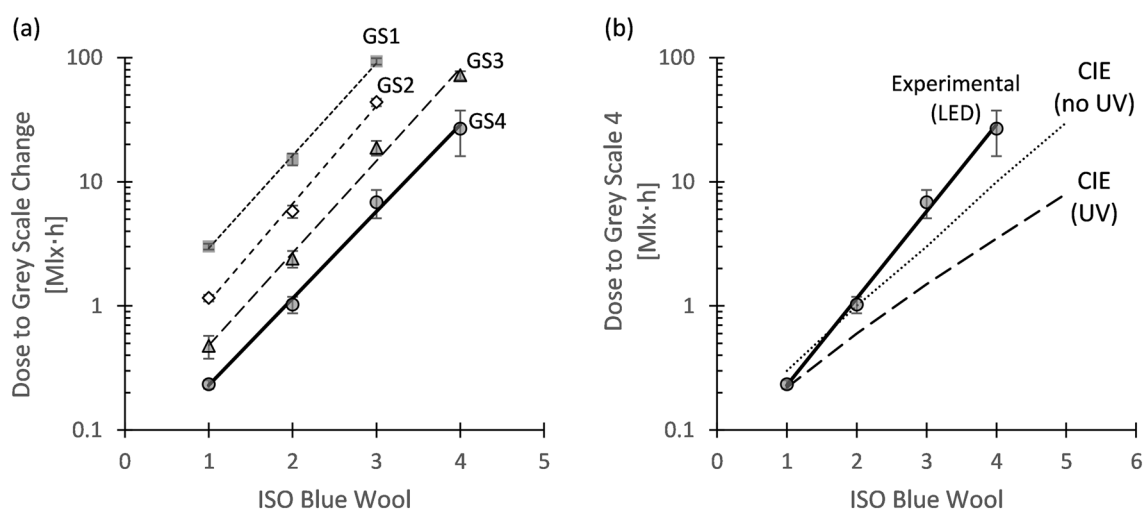 (a)
GS1
GS2
GS3
GS4
100
10
1
0.1
0 1 2 3 4 5
Dose to Grey Scale Change
[Mlx·h]
ISO Blue Wool
(b)
Experimental
(LED)
CIE
(no UV)
CIE
(UV)
100
10
1
0.1
0 1 2 3 4 5 6
Dose to Grey Scale 4
[Mlx·h]
ISO Blue Wool